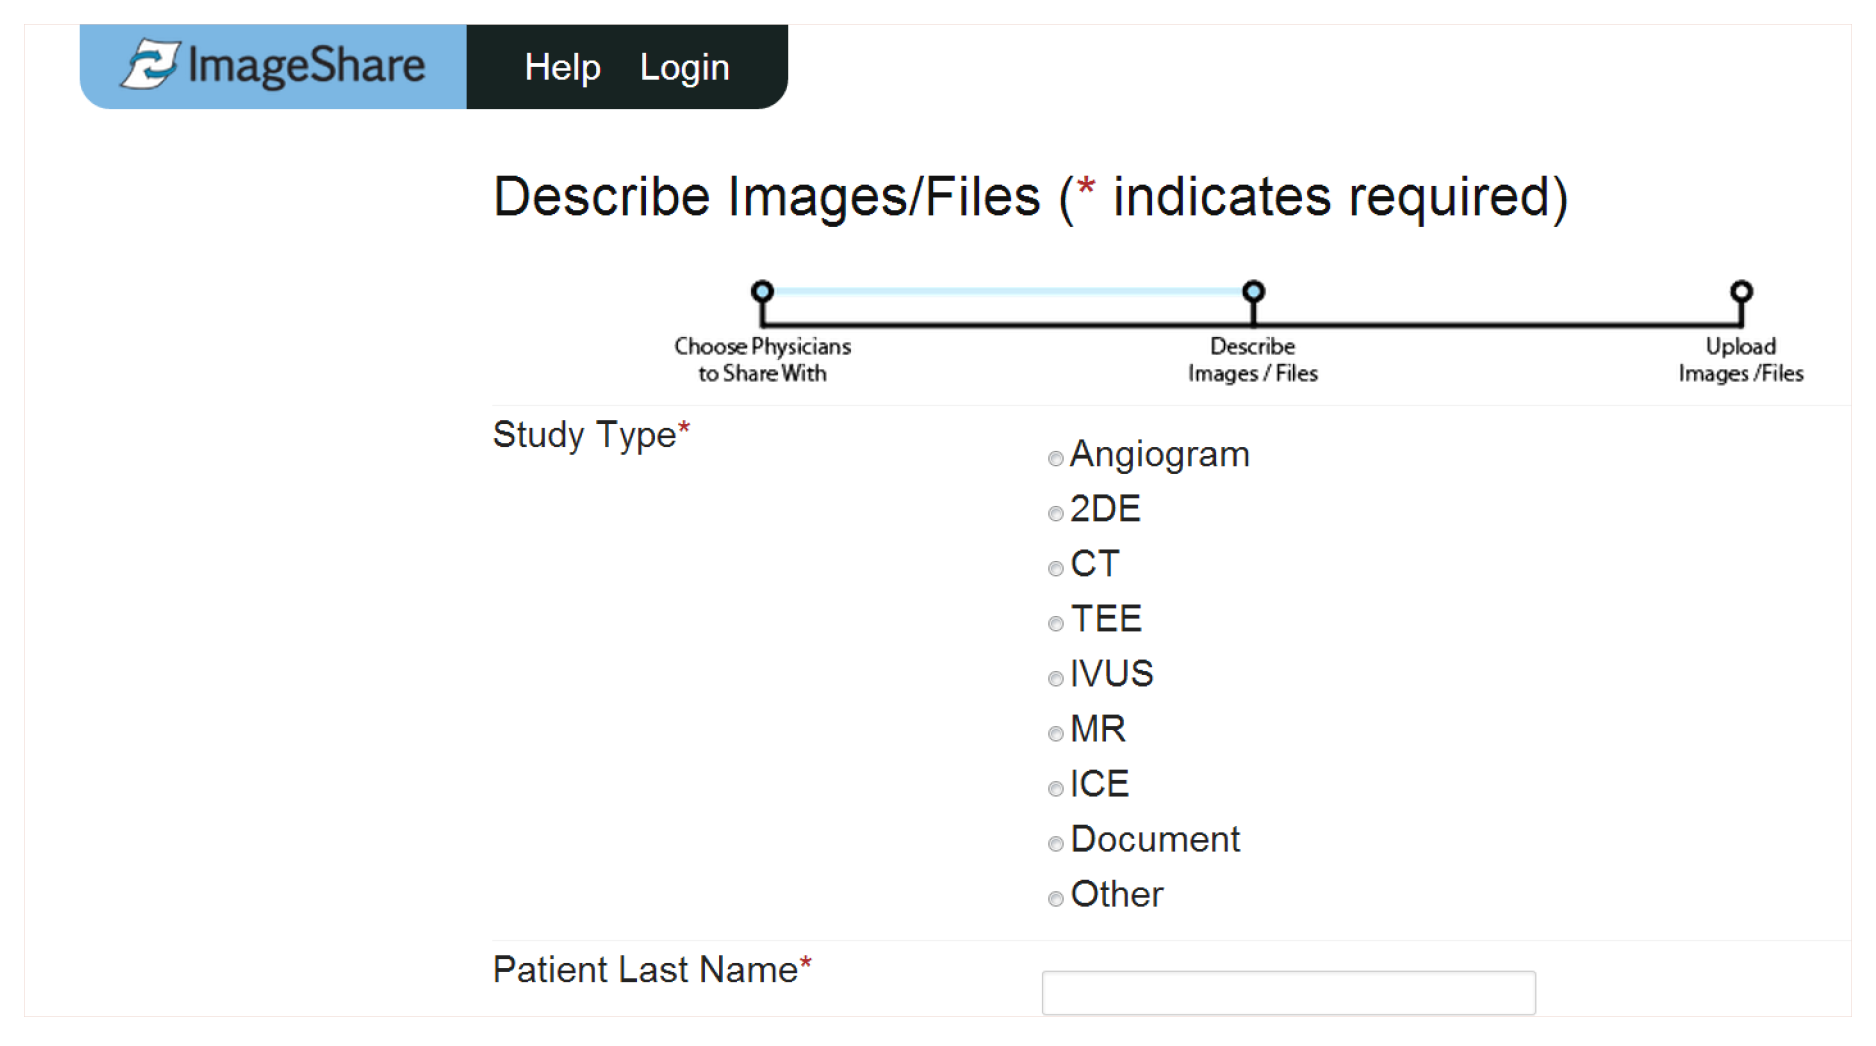 ImageShare Help Login
Describe Images/Files (* indicates required)
Choose Physicians to Share With
Describe Images / Files
Upload Images /Files
Study Type*
Angiogram
2DE
CT
TEE
IVUS
MR
ICE
Document
Other
Patient Last Name*